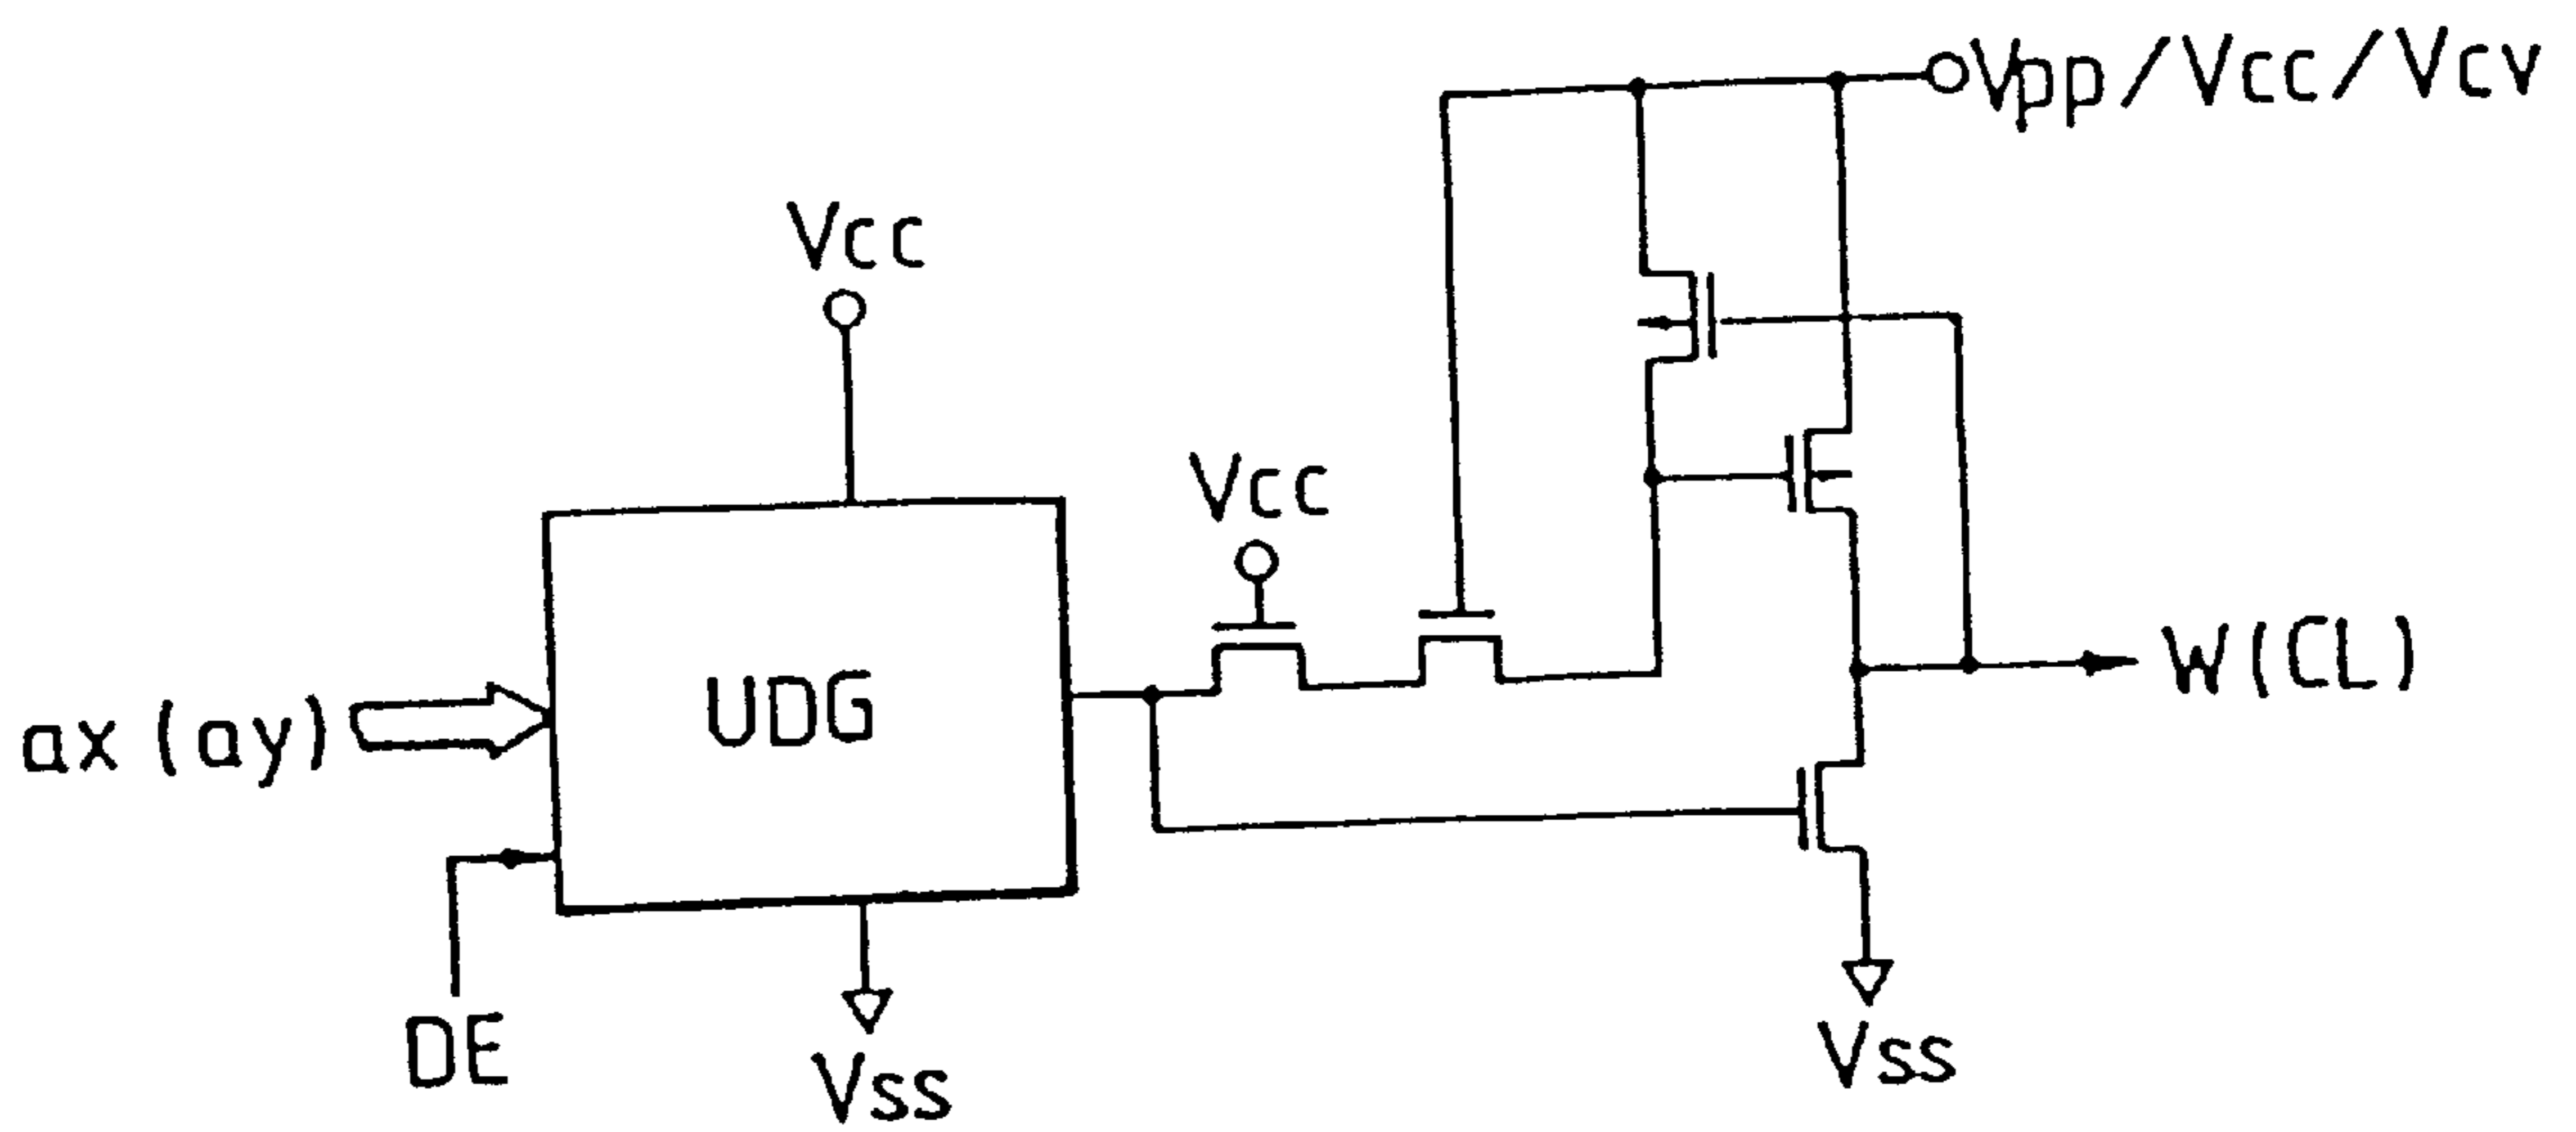 Vpp/Vcc/Vcv
Vcc
Vcc
UDG
ax (ay)
W(CL)
DE
Vss
Vss